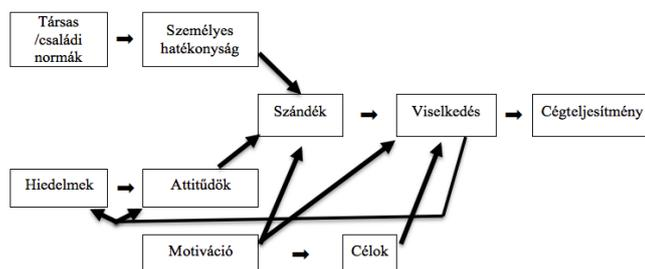 Társas
/családi
normák
Személyes
hatékonyság
Szándék
Viselkedés
Cégteljesítmény
Hiedelmek
Attitűdök
Motiváció
Célok